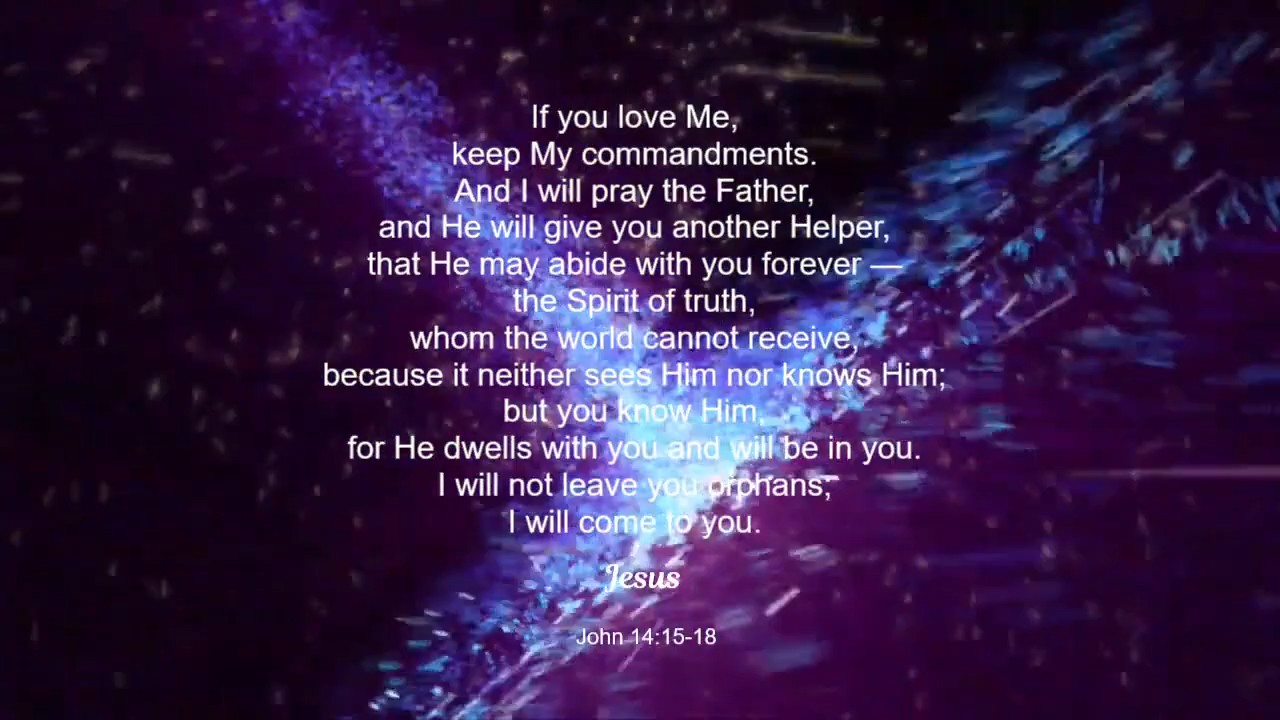 If you love Me,
keep My commandments.
And I will pray the Father,
and He will give you another Helper,
that He may abide with you forever —
the Spirit of truth,
whom the world cannot receive,
because it neither sees Him nor knows Him;
but you know Him,
for He dwells with you and will be in you.
I will not leave you orphans;
I will come to you.
Jesus
John 14:15-18